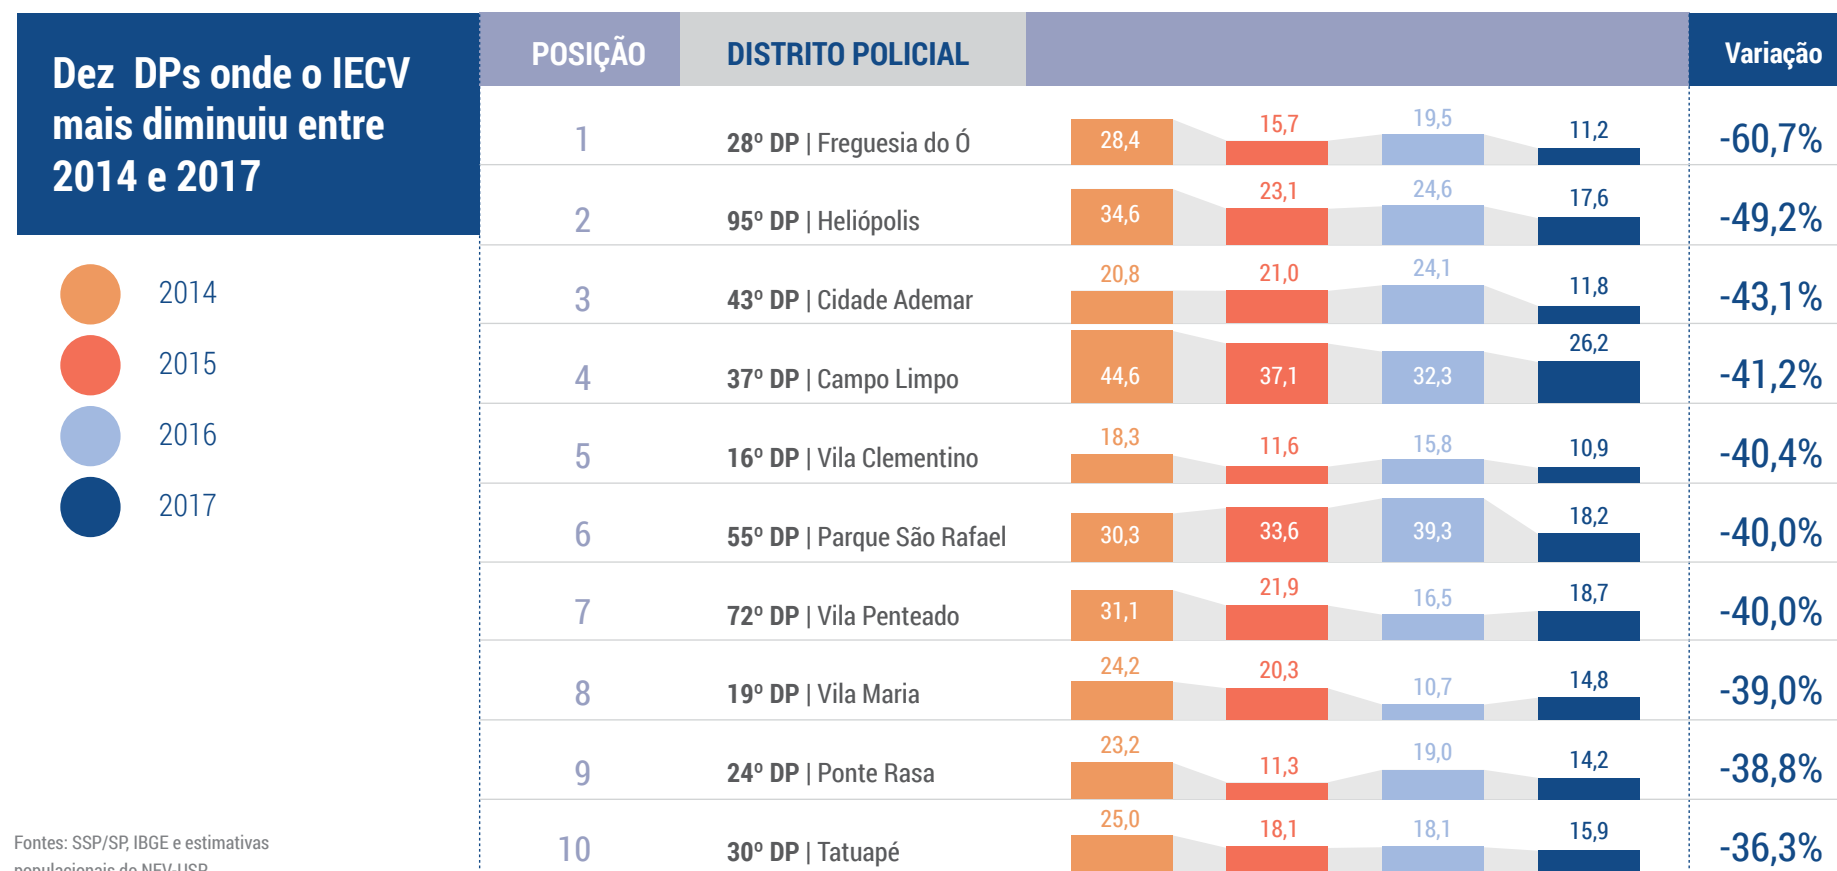 Dez DPs onde o IECV
mais diminuiu entre
2014 e 2017
2014
2015
2016
2017
POSIÇÃO DISTRITO POLICIAL Variação
1 28º DP | Freguesia do Ó 28,4 15,7 19,5 11,2 -60,7%
2 95º DP | Heliópolis 34,6 23,1 24,6 17,6 -49,2%
3 43º DP | Cidade Ademar 20,8 21,0 24,1 11,8 -43,1%
4 37º DP | Campo Limpo 44,6 37,1 32,3 26,2 -41,2%
5 16º DP | Vila Clementino 18,3 11,6 15,8 10,9 -40,4%
6 55º DP | Parque São Rafael 30,3 33,6 39,3 18,2 -40,0%
7 72º DP | Vila Penteado 31,1 21,9 16,5 18,7 -40,0%
8 19º DP | Vila Maria 24,2 20,3 10,7 14,8 -39,0%
9 24º DP | Ponte Rasa 23,2 11,3 19,0 14,2 -38,8%
10 30º DP | Tatuapé 25,0 18,1 18,1 15,9 -36,3%
Fontes: SSP/SP, IBGE e estimativas
populacionais do NEV-USP